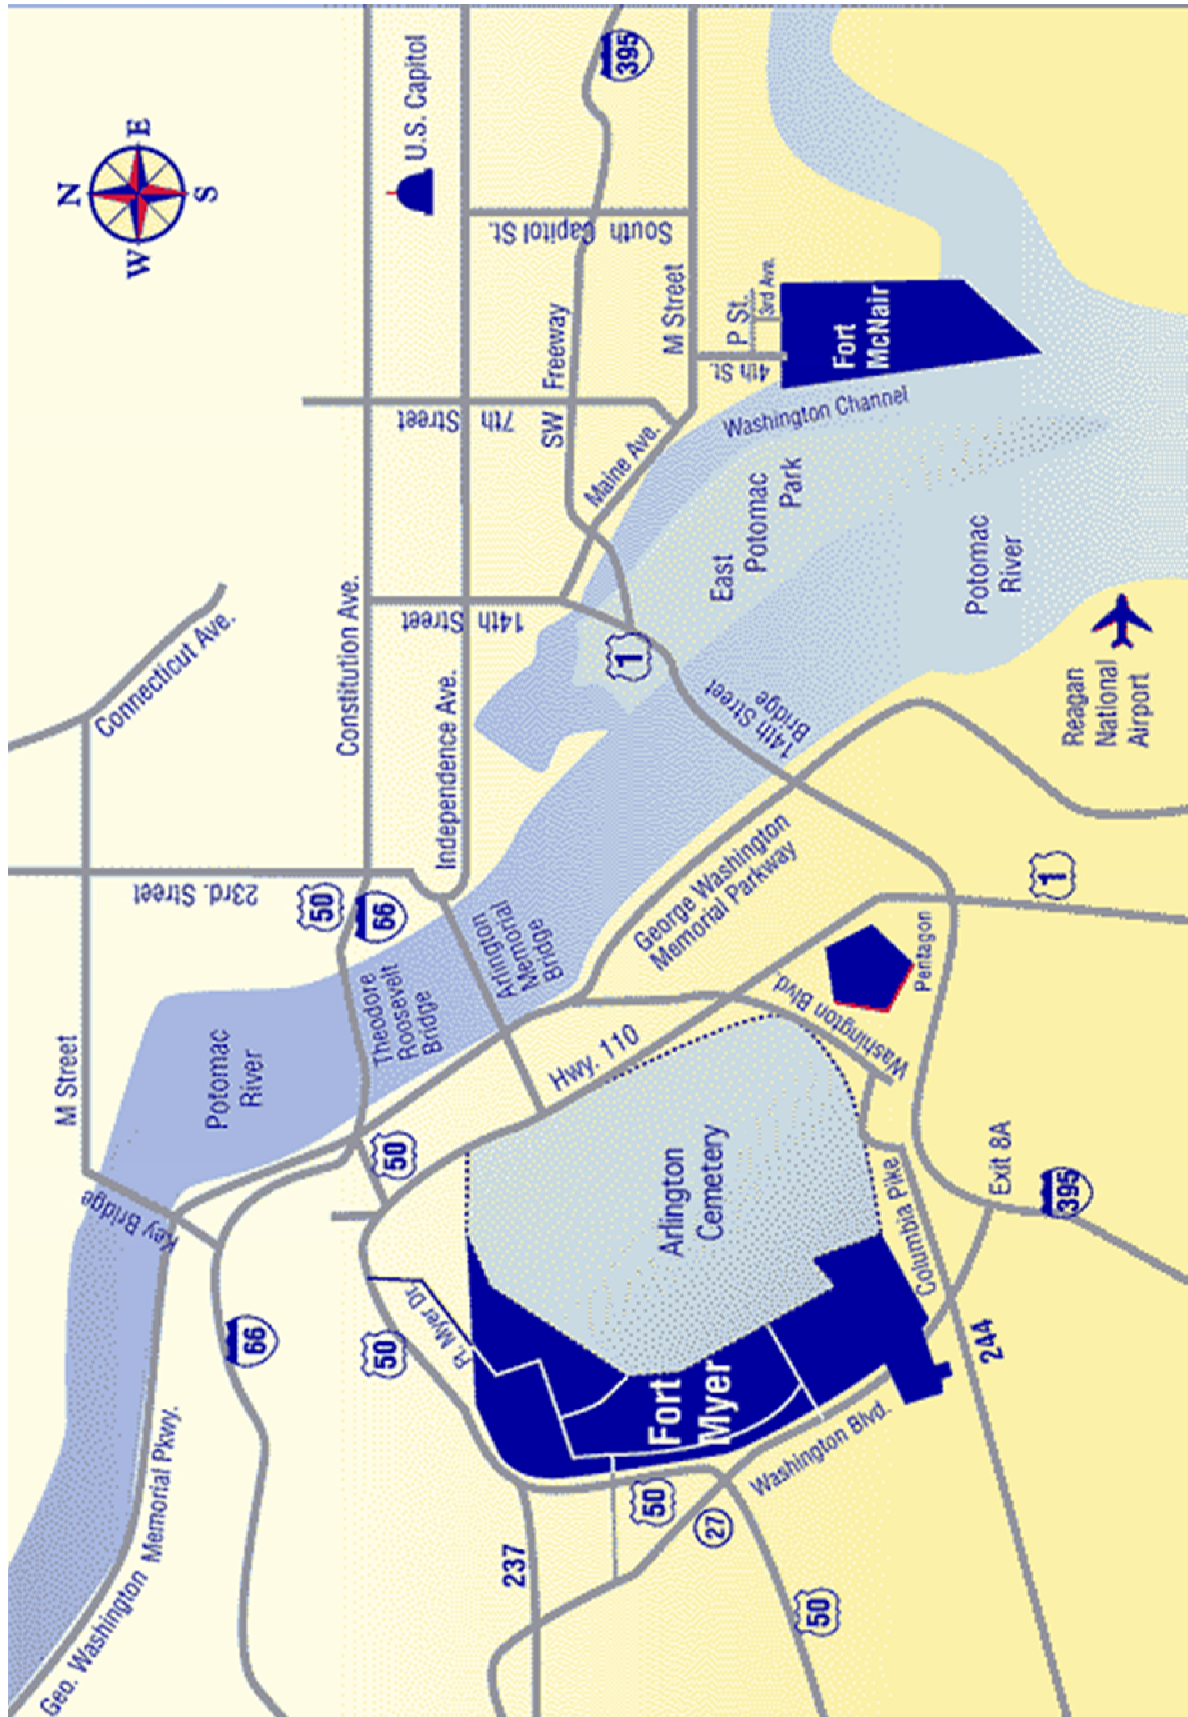 N
E
S
W
U.S. Capitol
395
South Capitol St.
M Street
P St.
3rd Ave.
4th St.
Fort
McNair
SW Freeway
7th Street
Maine Ave.
Washington Channel
East
Potomac
Park
Potomac
River
Connecticut Ave.
Constitution Ave.
14th Street
Independence Ave.
1
14th Street
Bridge
Reagan
National
Airport
23rd. Street
50
66
Arlington
Memorial
Bridge
George Washington
Memorial Parkway
1
Pentagon
Washington Blvd.
M Street
Potomac
River
Theodore
Roosevelt
Bridge
Hwy. 110
Key Bridge
50
Arlington
Cemetery
Columbia Pike
Exit 8A
395
66
50
Ft. Myer Dr.
Fort
Myer
244
Washington Blvd.
Geo. Washington Memorial Pkwy.
237
50
27
50